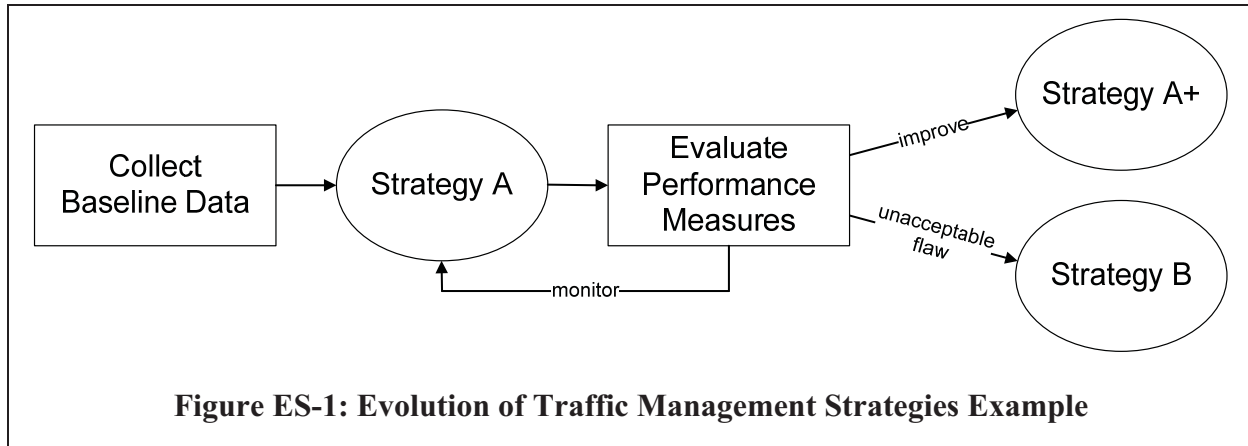 Collect
Baseline Data
Strategy A
Evaluate
Performance
Measures
improve
Strategy A+
unacceptable
flaw
Strategy B
monitor
Figure ES-1: Evolution of Traffic Management Strategies Example